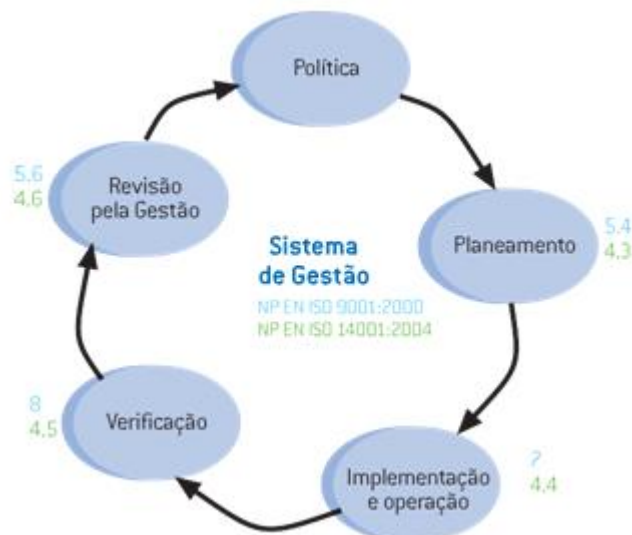 Política
5.6
4.6
Revisão
pela Gestão
Planeamento
5.4
4.3
Sistema
de Gestão
NP EN ISO 9001:2000
NP EN ISO 14001:2004
8
4.5
Verificação
Implementação
e operação
7
4.4